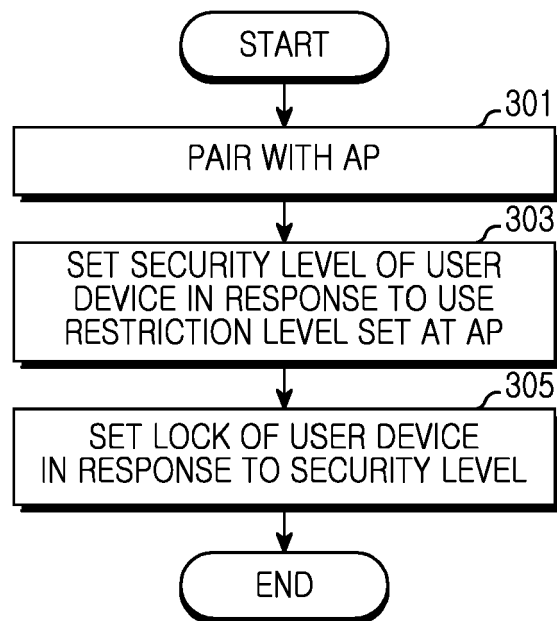 START
301
PAIR WITH AP
303
SET SECURITY LEVEL OF USER
DEVICE IN RESPONSE TO USE
RESTRICTION LEVEL SET AT AP
305
SET LOCK OF USER DEVICE
IN RESPONSE TO SECURITY LEVEL
END